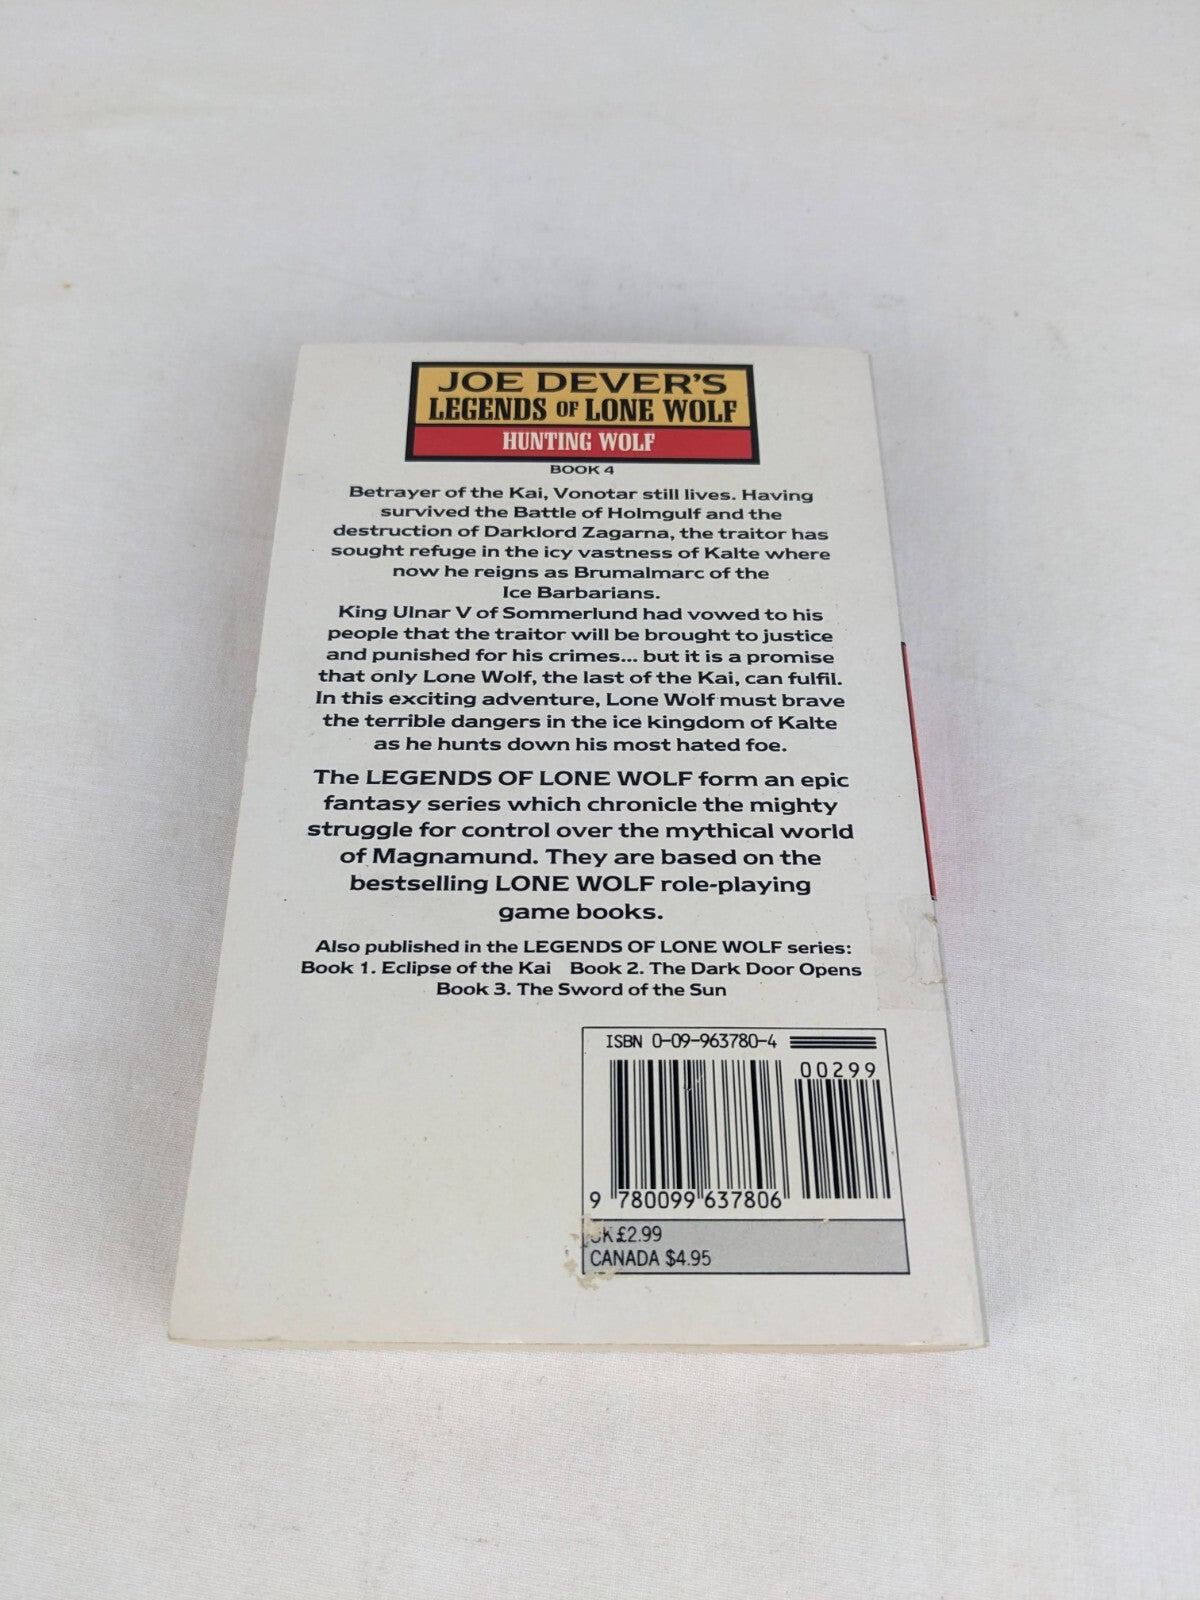 JOE DEVER'S
LEGENDS OF LONE WOLF
HUNTING WOLF
BOOK 4
Betrayer of the Kai, Vonotar still lives. Having
survived the Battle of Holmgulf and the
destruction of Darklord Zagarna, the traitor has
sought refuge in the icy vastness of Kalte where
now he reigns as Brumalmarc of the
Ice Barbarians.
King Ulnar V of Sommerlund had vowed to his
people that the traitor will be brought to justice
and punished for his crimes... but it is a promise
that only Lone Wolf, the last of the Kai, can fulfil.
In this exciting adventure, Lone Wolf must brave
the terrible dangers in the ice kingdom of Kalte
as he hunts down his most hated foe.
The LEGENDS OF LONE WOLF form an epic
fantasy series which chronicle the mighty
struggle for control over the mythical world
of Magnamund. They are based on the
bestselling LONE WOLF role-playing
game books.
Also published in the LEGENDS OF LONE WOLF series:
Book 1. Eclipse of the Kai Book 2. The Dark Door Opens
Book 3. The Sword of the Sun
ISBN 0-09-963780-4
00299
9 780099 637806
UK £2.99
CANADA $4.95